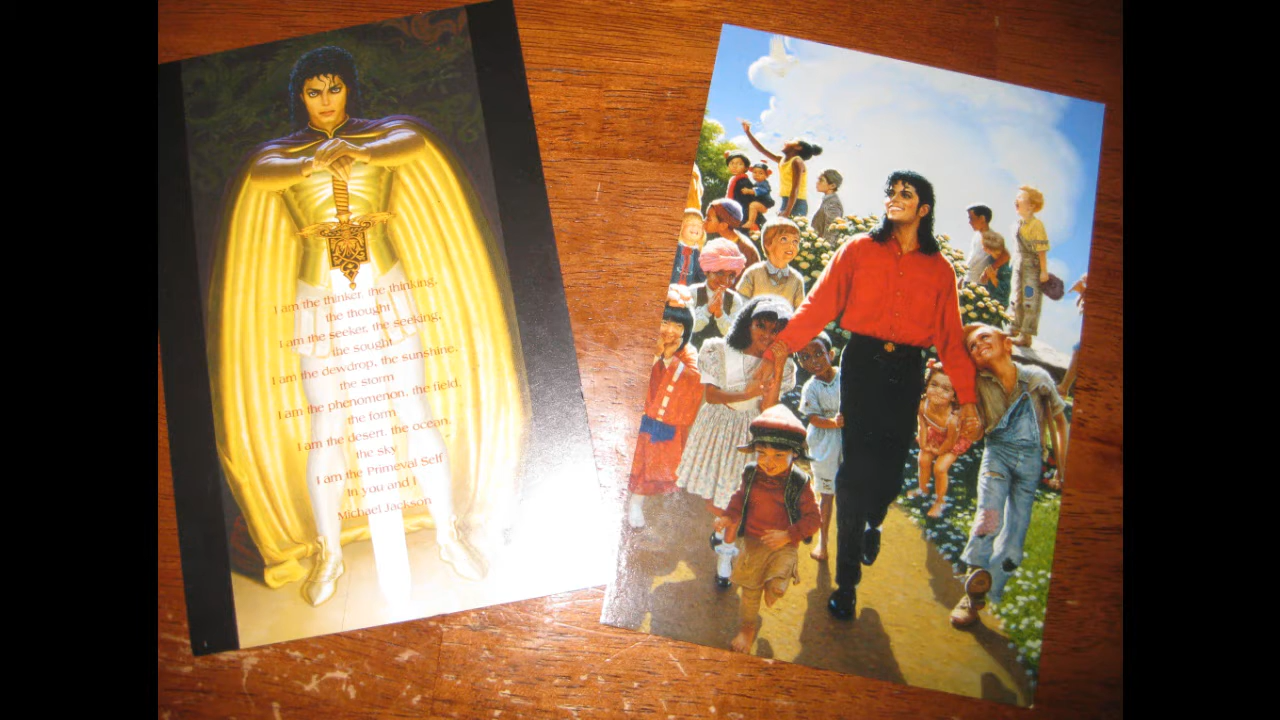 I am the thinker, the thinking,
the thought
I am the seeker, the seeking,
the sought
I am the dewdrop, the sunshine,
the storm
I am the phenomenon, the field,
the form
I am the desert, the ocean,
the sky
I am the Primeval Self
In you and I
Michael Jackson